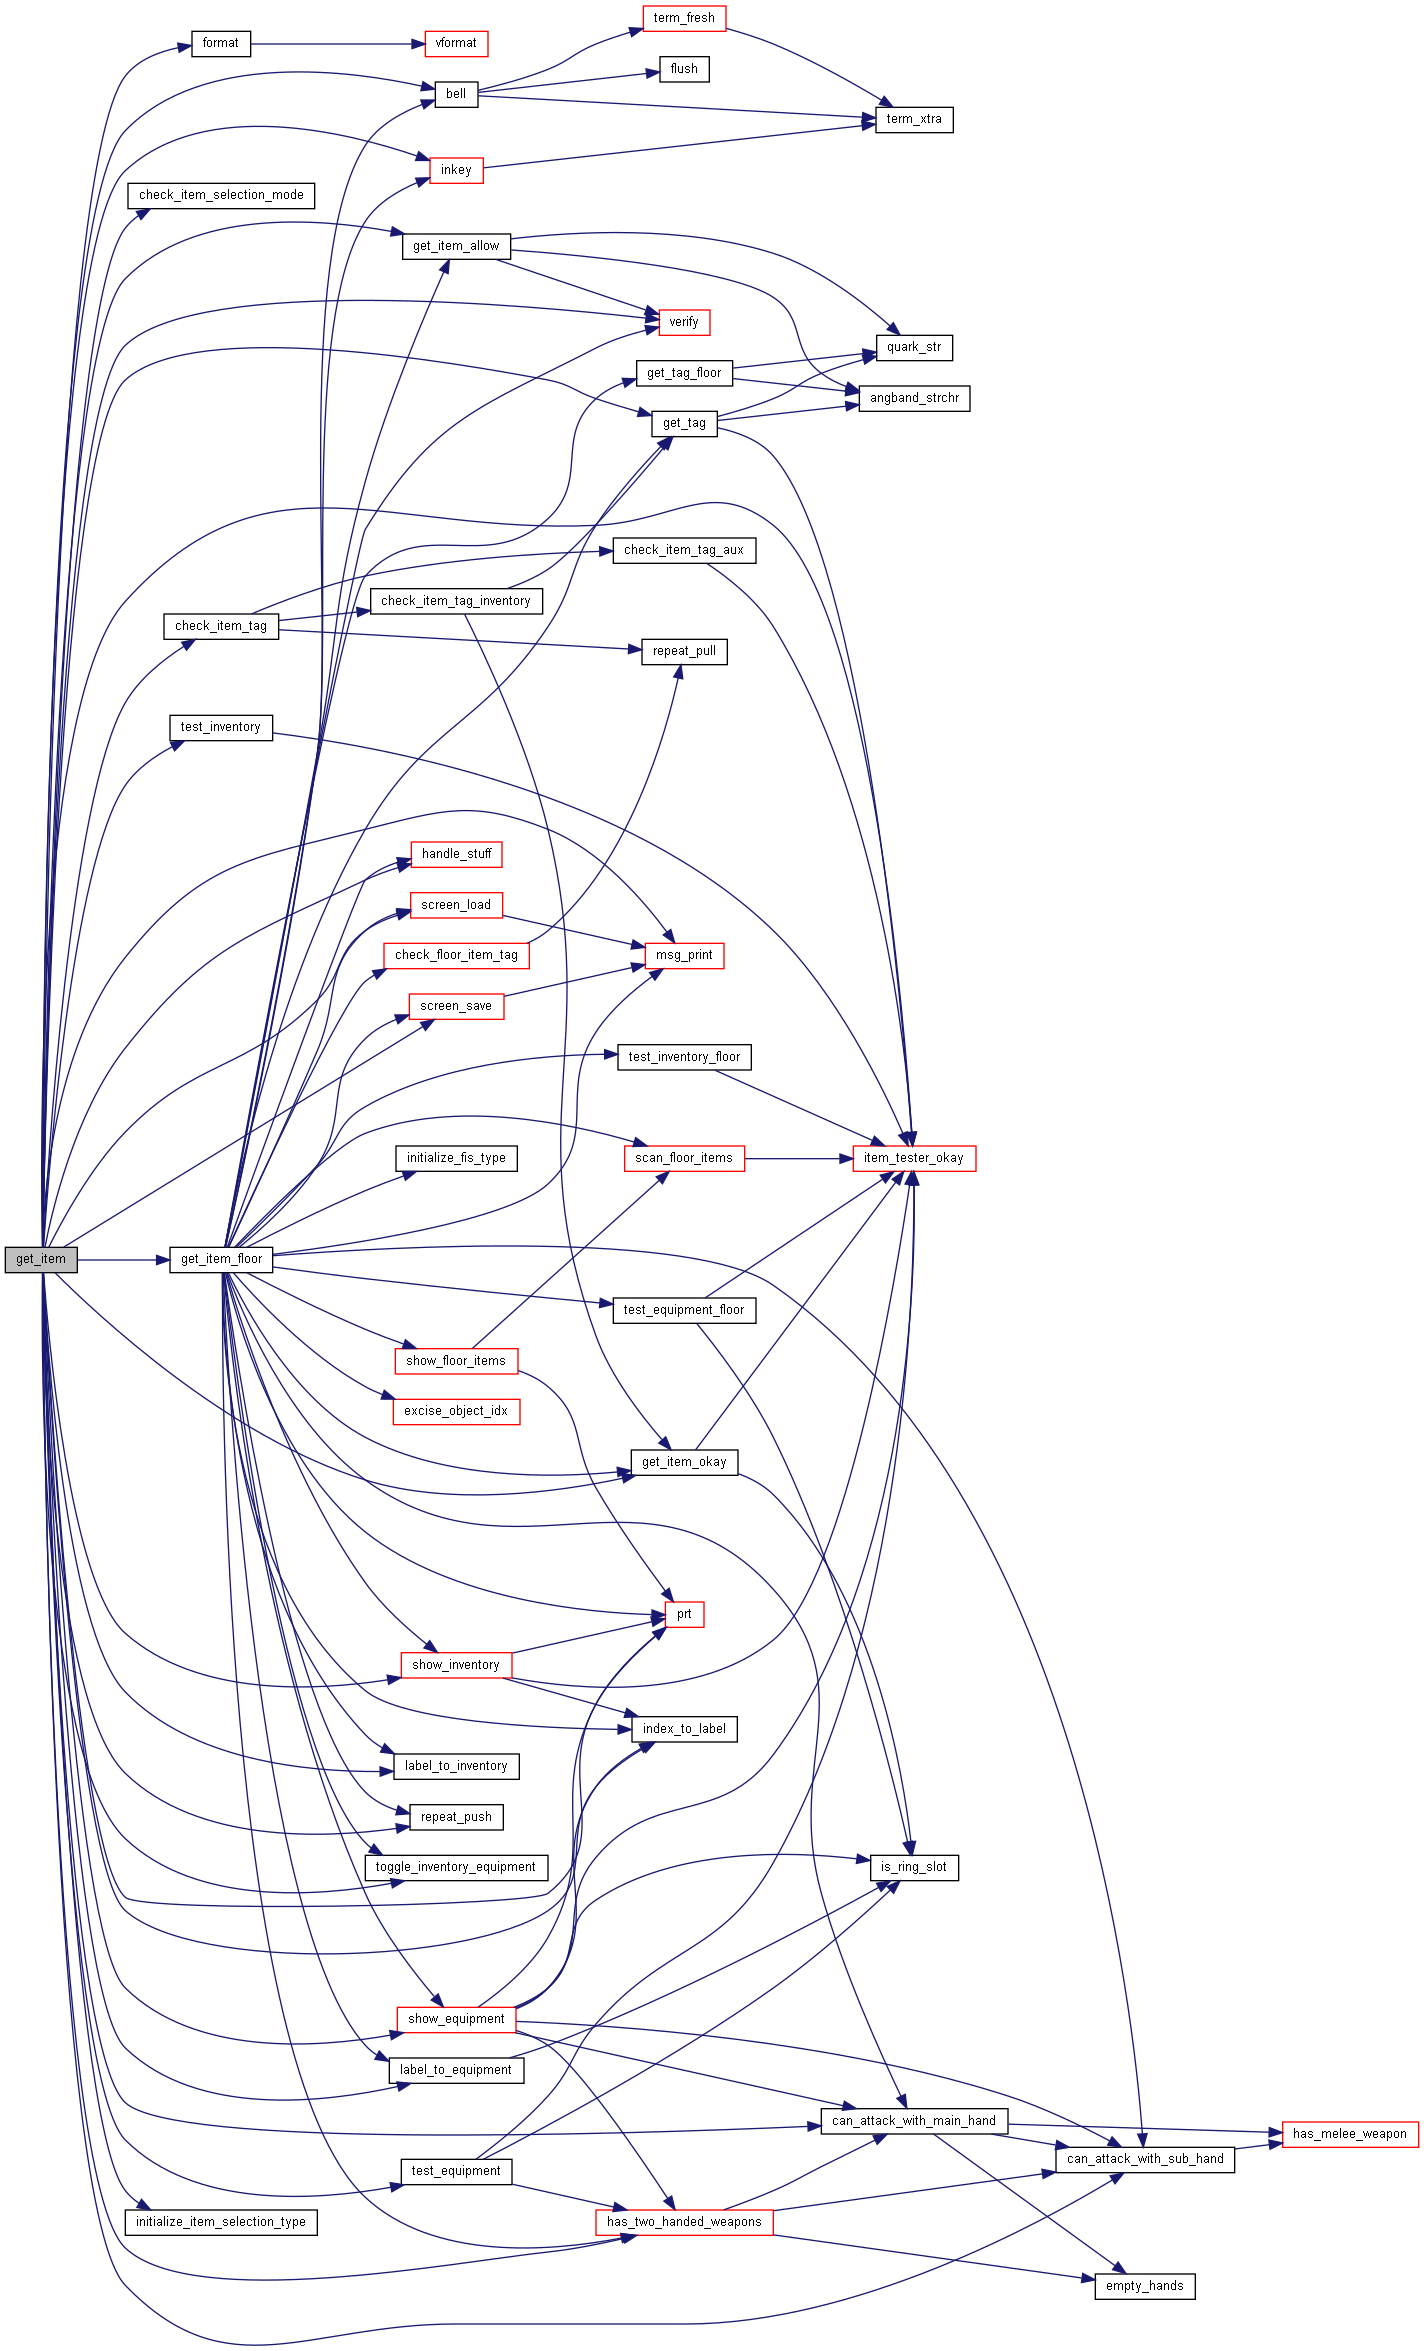 term_fresh
format
vformat
flush
bell
term_xtra
inkey
check_item_selection_mode
get_item_allow
verify
quark_str
get_tag_floor
angband_strchr
get_tag
check_item_tag_aux
check_item_tag_inventory
check_item_tag
repeat_pull
test_inventory
handle_stuff
screen_load
check_floor_item_tag
msg_print
screen_save
test_inventory_floor
initialize_fis_type
scan_floor_items
item_tester_okay
get_item
get_item_floor
test_equipment_floor
show_floor_items
excise_object_idx
get_item_okay
prt
show_inventory
index_to_label
label_to_inventory
repeat_push
toggle_inventory_equipment
is_ring_slot
show_equipment
label_to_equipment
can_attack_with_main_hand
has_melee_weapon
can_attack_with_sub_hand
test_equipment
initialize_item_selection_type
has_two_handed_weapons
empty_hands